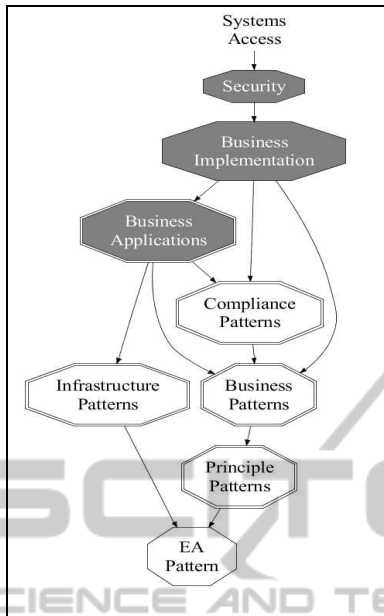 Systems
Access
Security
Business
Implementation
Business
Applications
Compliance
Patterns
Infrastructure
Patterns
Business
Patterns
Principle
Patterns
EA
Pattern